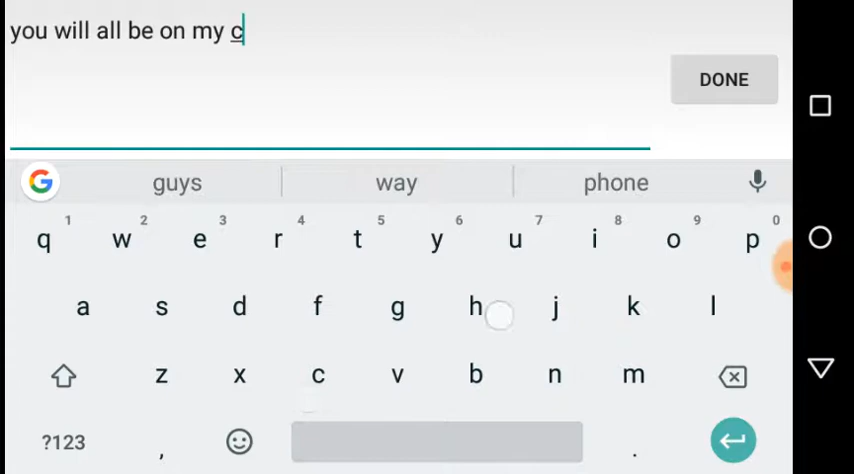 you will all be on my c
DONE
G guys way phone
1 2 3 4 5 6 7 8 9 0
q w e r t y u i o p
a s d f g h j k l
z x c v b n m
?123 , .